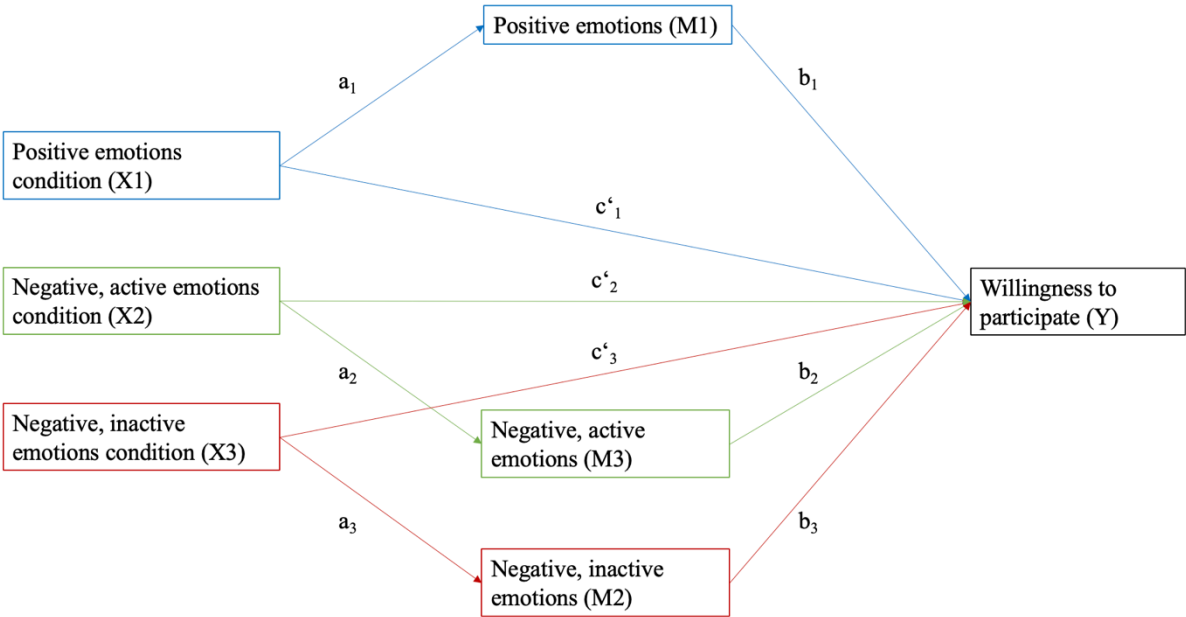 Positive emotions (M1)
a₁
b₁
Positive emotions
condition (X1)
c‘₁
Negative, active emotions
condition (X2)
c‘₂
Willingness to
participate (Y)
c‘₃
a₂
b₂
Negative, inactive
emotions condition (X3)
Negative, active
emotions (M3)
a₃
b₃
Negative, inactive
emotions (M2)